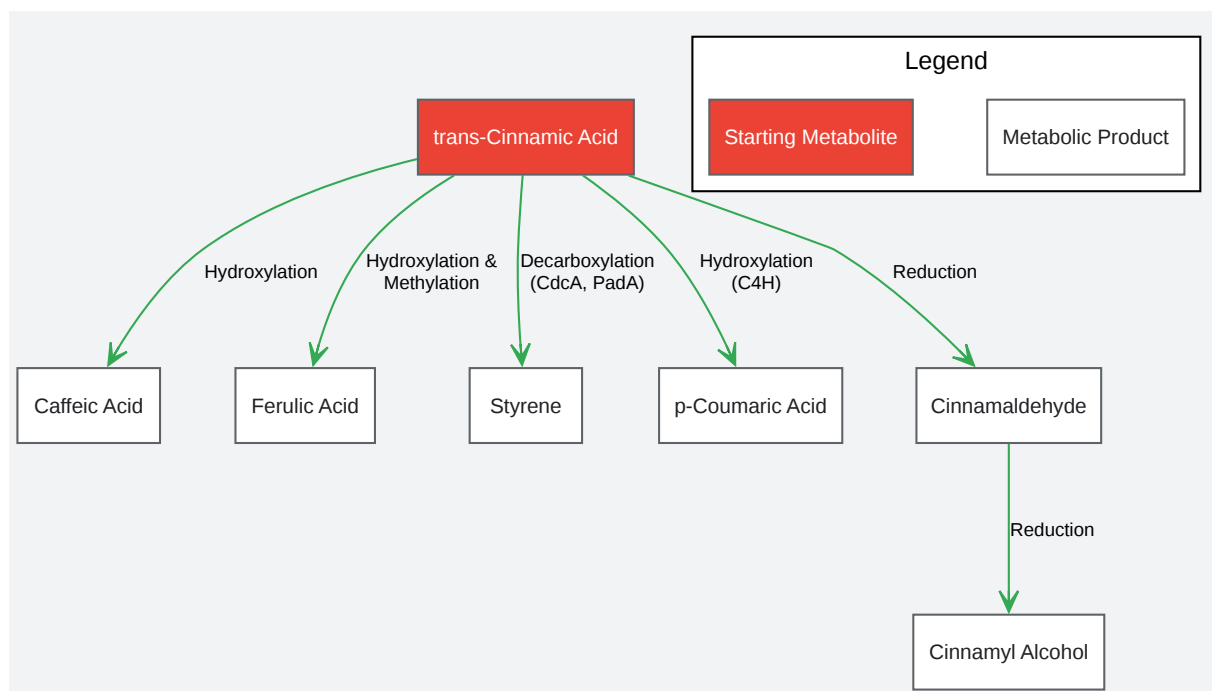 Legend
trans-Cinnamic Acid
Starting Metabolite
Metabolic Product
Hydroxylation
Hydroxylation &
Methylation
Decarboxylation
(CdcA, PadA)
Hydroxylation
(C4H)
Reduction
Caffeic Acid
Ferulic Acid
Styrene
p-Coumaric Acid
Cinnamaldehyde
Reduction
Cinnamyl Alcohol